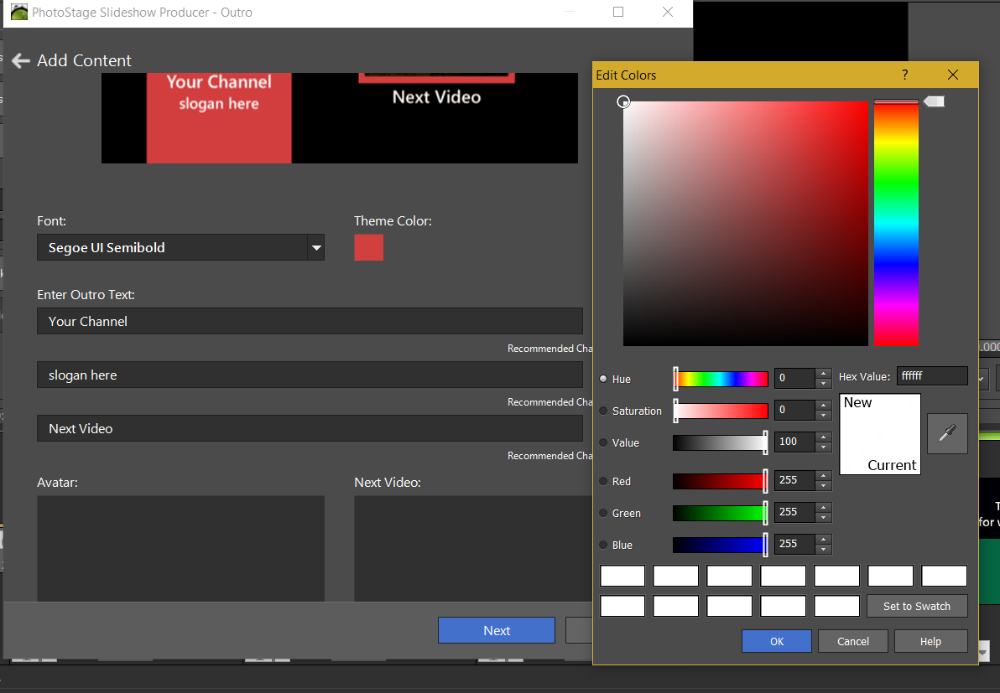 PhotoStage Slideshow Producer - Outro
Add Content
Your Channel
slogan here
Next Video
Font:
Theme Color:
Segoe UI Semibold
Enter Outro Text:
Your Channel
Recommended Cha
slogan here
Recommended Cha
Next Video
Recommended Cha
Avatar:
Next Video:
Next
Edit Colors
?
Hue
0
Hex Value:
ffffff
Saturation
0
New
Value
100
Current
Red
255
Green
255
Blue
255
Set to Swatch
OK
Cancel
Help
for